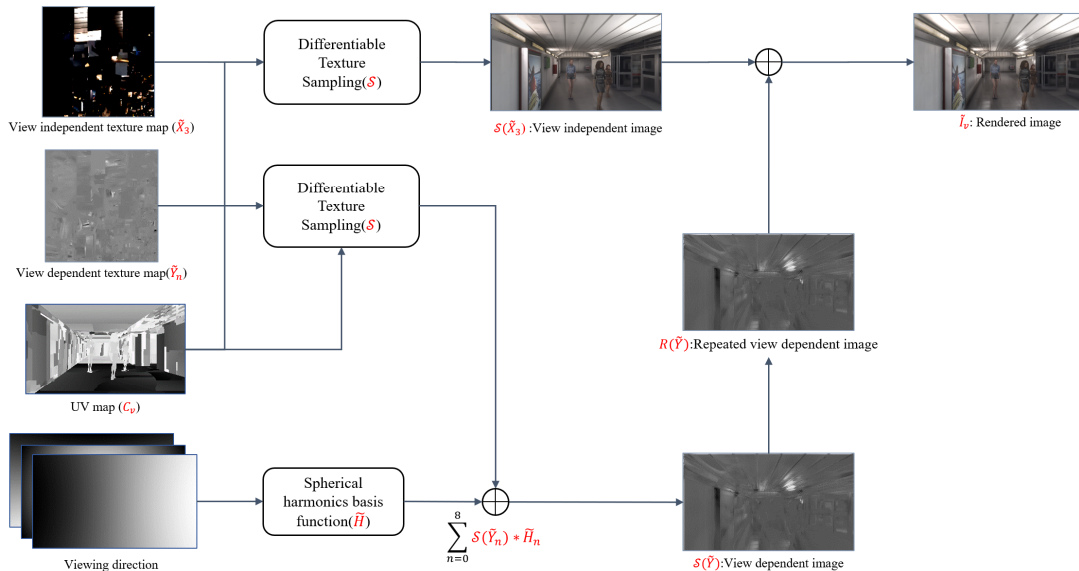 Differentiable
Texture
Sampling(𝒮)
View independent texture map (X̃₃)
𝒮(X̃₃) :View independent image
Ĩᵥ: Rendered image
Differentiable
Texture
Sampling(𝒮)
View dependent texture map(Ỹₙ)
R(Ỹ):Repeated view dependent image
UV map (Cᵥ)
Spherical
harmonics basis
function(H̃)
8
∑ 𝒮(Ỹₙ) ∗ H̃ₙ
n=0
Viewing direction
𝒮(Ỹ):View dependent image